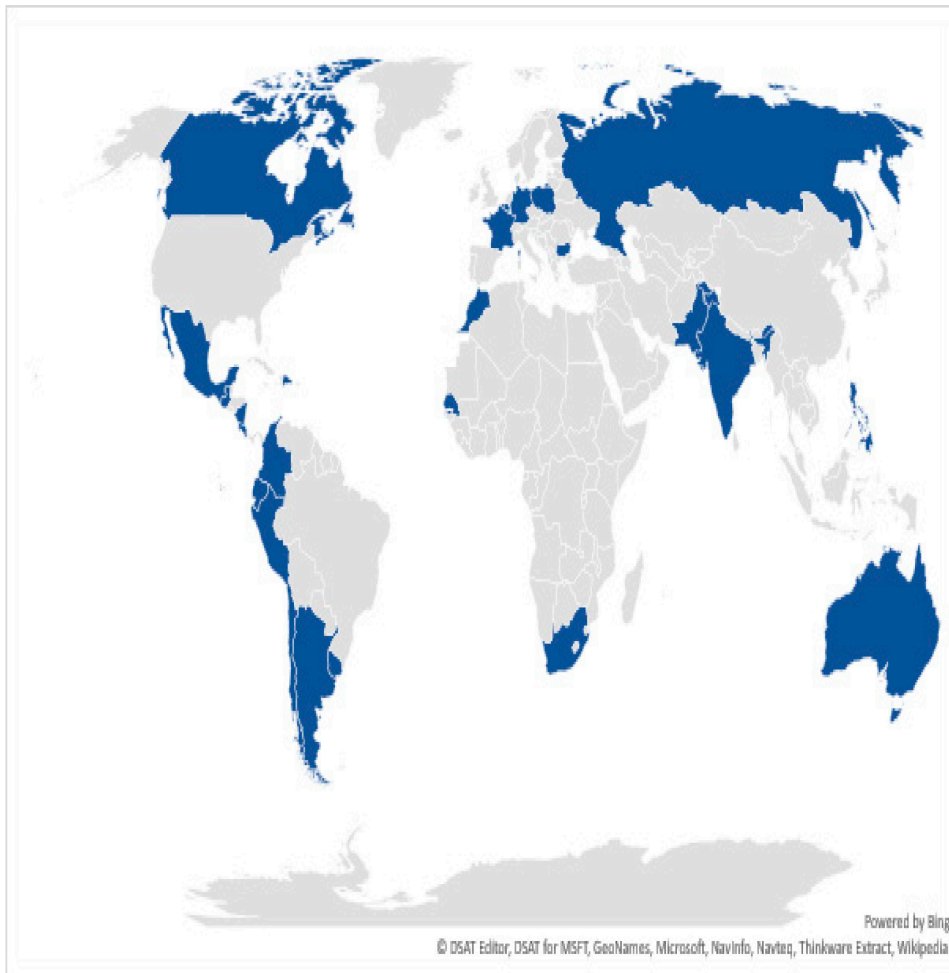 Powered by Bing
© DSAT Editor, DSAT for MSFT, GeoNames, Microsoft, NavInfo, Navteq, Thinkware Extract, Wikipedia